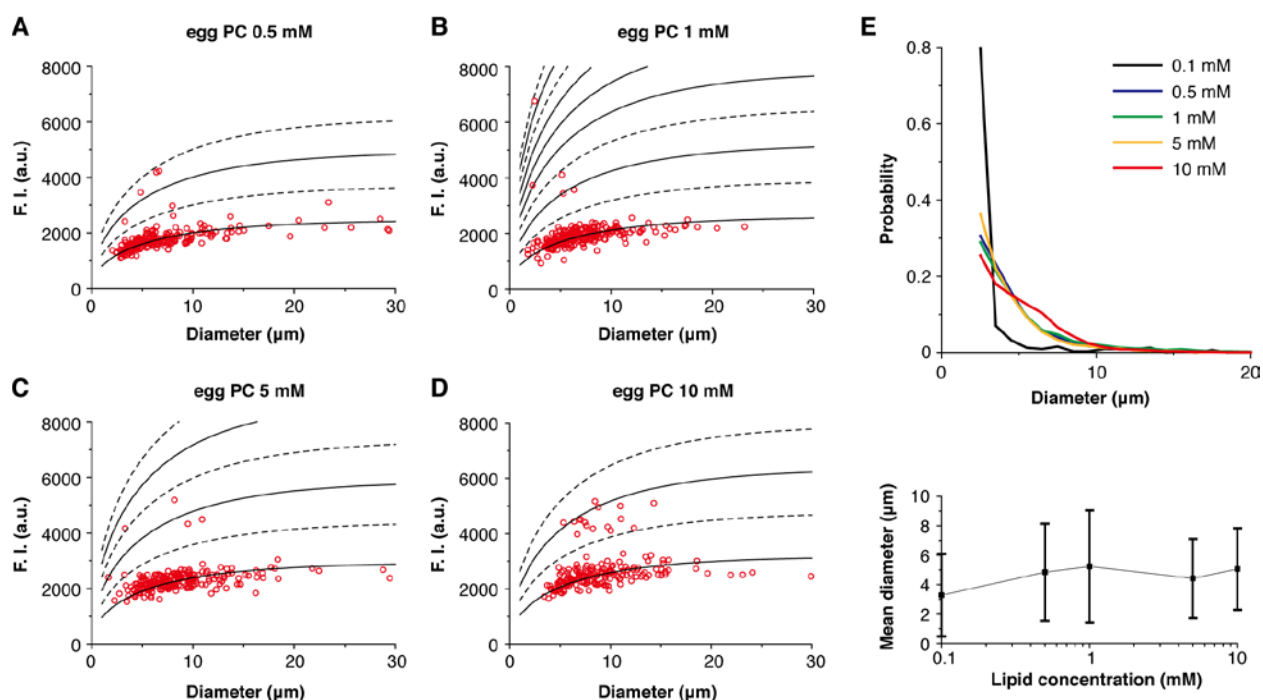 A
egg PC 0.5 mM
F. I. (a.u.)
8000
6000
4000
2000
0
0 10 20 30
Diameter (µm)
B
egg PC 1 mM
F. I. (a.u.)
8000
6000
4000
2000
0
0 10 20 30
Diameter (µm)
C
egg PC 5 mM
F. I. (a.u.)
8000
6000
4000
2000
0
0 10 20 30
Diameter (µm)
D
egg PC 10 mM
F. I. (a.u.)
8000
6000
4000
2000
0
0 10 20 30
Diameter (µm)
E
Probability
0.8
0.6
0.4
0.2
0
0 10 20
Diameter (µm)
0.1 mM
0.5 mM
1 mM
5 mM
10 mM
Mean diameter (µm)
10
8
6
4
2
0
0.1 1 10
Lipid concentration (mM)